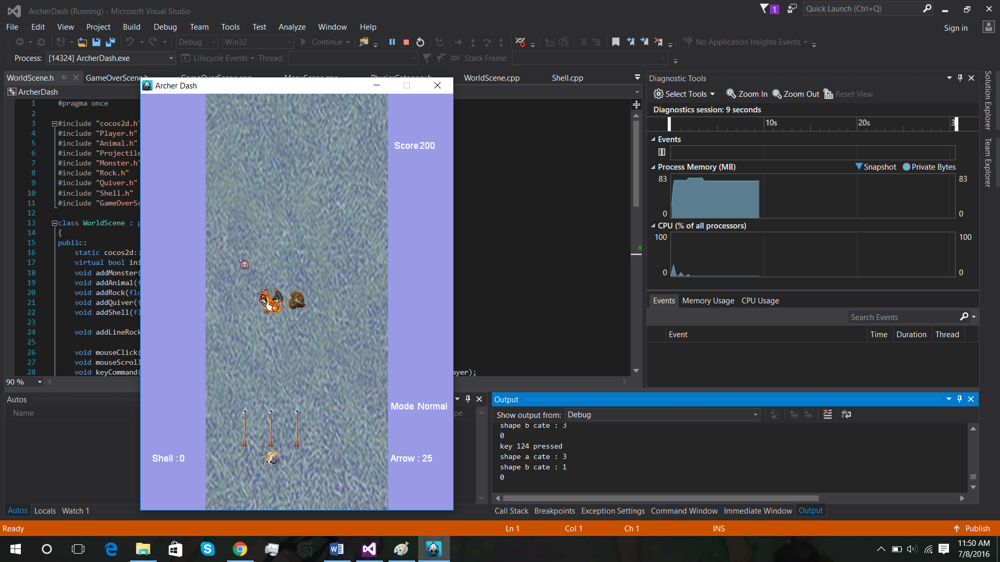 ArcherDash (Running) - Microsoft Visual Studio
1
Quick Launch (Ctrl+Q)
File Edit View Project Build Debug Team Tools Test Analyze Window Help
Sign in
Debug Win32 Continue No Application Insights Events
Process: [14324] ArcherDash.exe Lifecycle Events Thread: Stack Frame:
WorldScene.h GameOverScene.h WorldScene.cpp Shell.cpp
ArcherDash
Archer Dash
1 #pragma once
2
3 #include "cocos2d.h"
4 #include "Player.h"
5 #include "Animal.h"
6 #include "Projectile
7 #include "Monster.h"
8 #include "Rock.h"
9 #include "Quiver.h"
10 #include "Shell.h"
11 #include "GameOverSc
12
13 class WorldScene : p
14 {
15 public:
16 static cocos2d::
17 virtual bool ini
18 void addMonster(
19 void addAnimal(f
20 void addRock(flo
21 void addQuiver(f
22 void addShell(fl
23
24 void addLineRock
25
26 void mouseClick(
27 void mouseScroll
28 void keyCommand(
ayer);
90 %
Score200
Mode Normal
Shell : 0
Arrow : 25
Diagnostic Tools
Select Tools Zoom In Zoom Out Reset View
Diagnostics session: 9 seconds
10s 20s 3
Events
Process Memory (MB) Snapshot Private Bytes
83 83
0 0
CPU (% of all processors)
100 100
0 0
Events Memory Usage CPU Usage
Search Events
Event Time Duration Thread
Solution Explorer
Team Explorer
Autos
Name
pe
Autos Locals Watch 1
Output
Show output from: Debug
shape b cate : 3
0
key 124 pressed
shape a cate : 3
shape b cate : 1
0
Call Stack Breakpoints Exception Settings Command Window Immediate Window Output
Ready Ln 1 Col 1 Ch 1 INS Publish
11:50 AM
7/8/2016